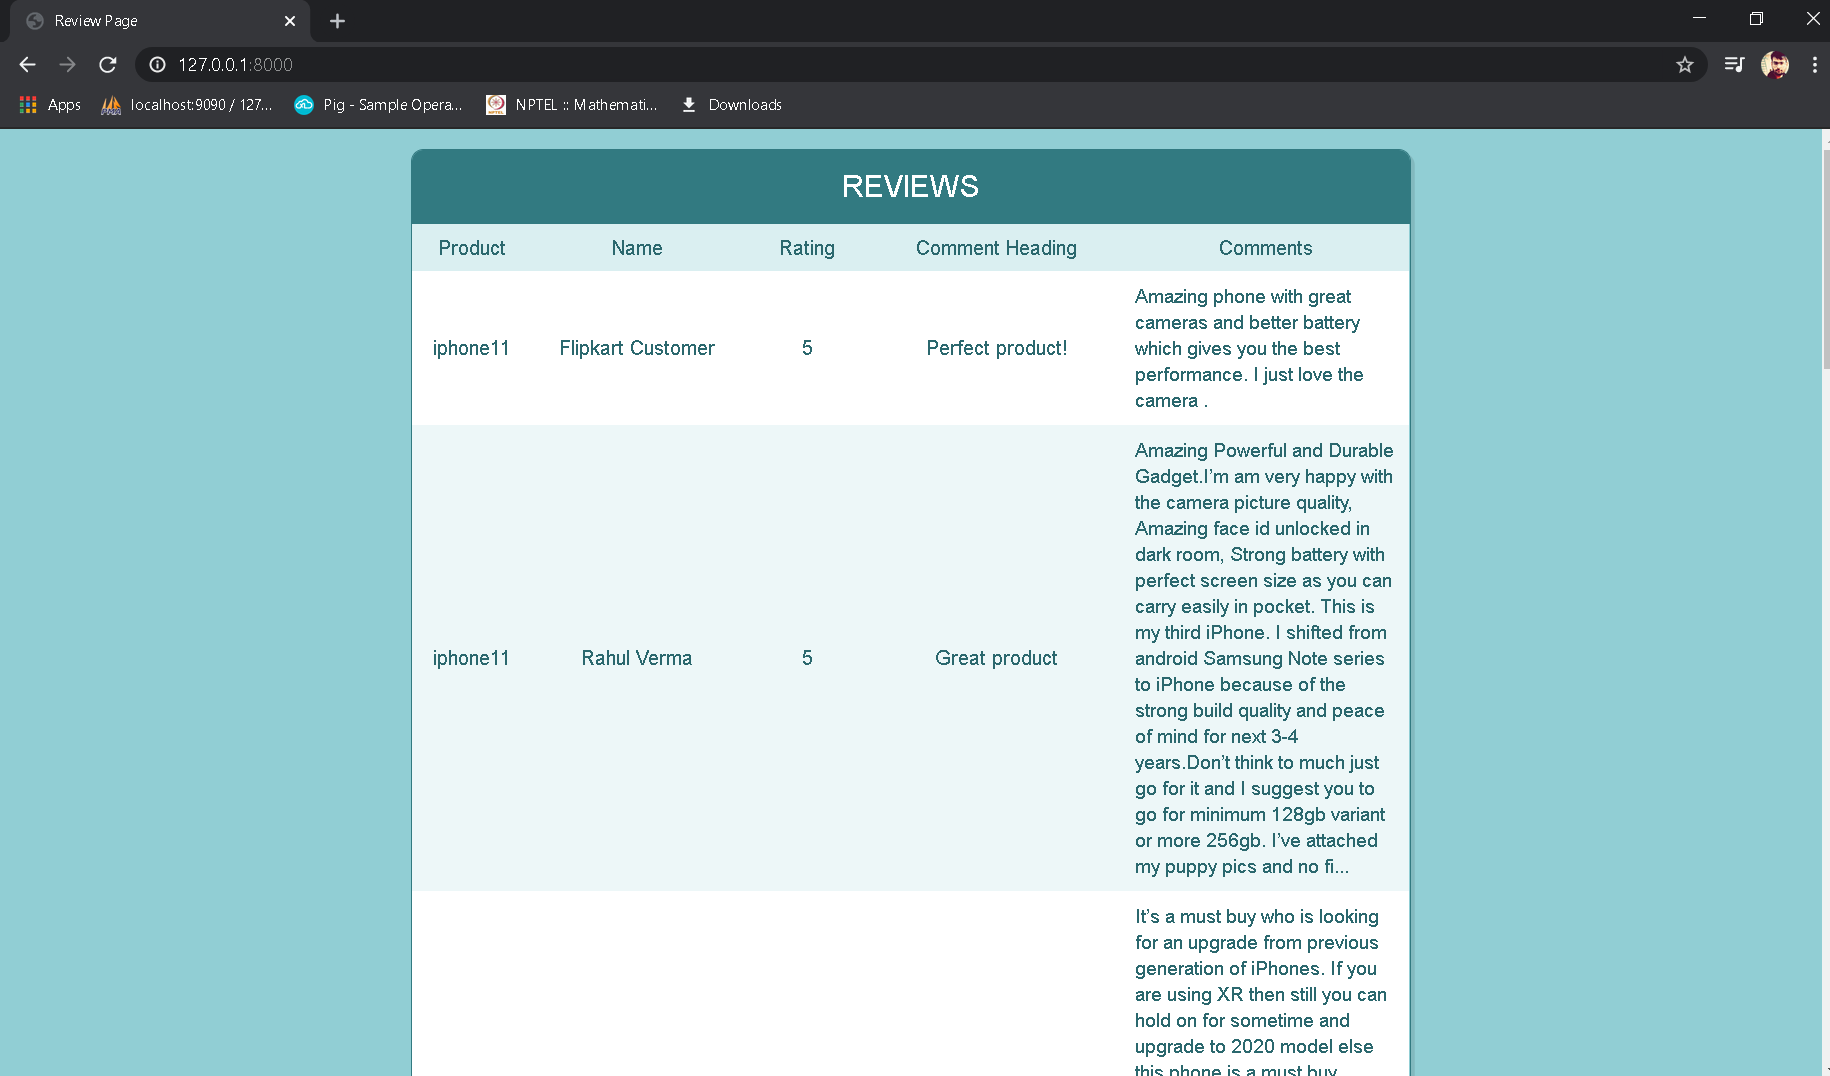 Review Page
127.0.0.1:8000
Apps localhost:9090 / 127... Pig - Sample Opera... NPTEL :: Mathemati... Downloads
REVIEWS
Product Name Rating Comment Heading Comments
iphone11 Flipkart Customer 5 Perfect product!
Amazing phone with great
cameras and better battery
which gives you the best
performance. I just love the
camera .
iphone11 Rahul Verma 5 Great product
Amazing Powerful and Durable
Gadget.I’m am very happy with
the camera picture quality,
Amazing face id unlocked in
dark room, Strong battery with
perfect screen size as you can
carry easily in pocket. This is
my third iPhone. I shifted from
android Samsung Note series
to iPhone because of the
strong build quality and peace
of mind for next 3-4
years.Don’t think to much just
go for it and I suggest you to
go for minimum 128gb variant
or more 256gb. I’ve attached
my puppy pics and no fi...
It’s a must buy who is looking
for an upgrade from previous
generation of iPhones. If you
are using XR then still you can
hold on for sometime and
upgrade to 2020 model else
this phone is a must buy